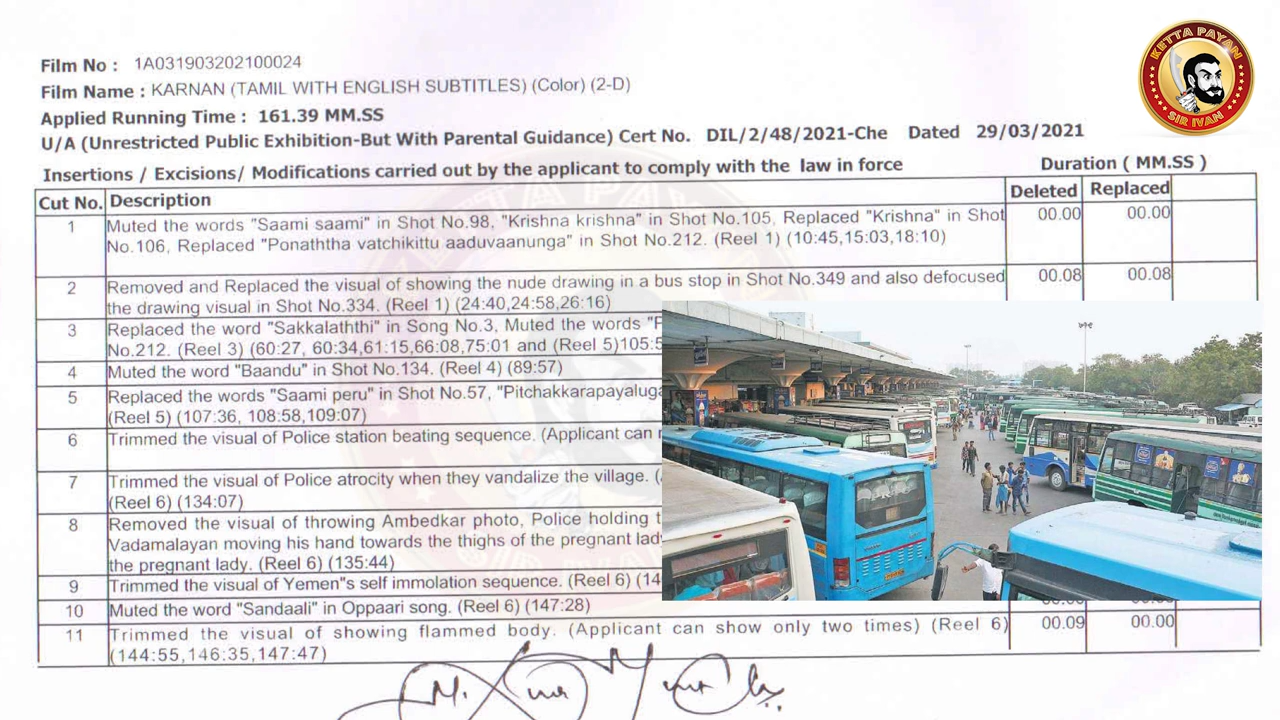 KETTA PAYAN
SIR IVAN
Film No : 1A031903202100024
Film Name : KARNAN (TAMIL WITH ENGLISH SUBTITLES) (Color) (2-D)
Applied Running Time : 161.39 MM.SS
U/A (Unrestricted Public Exhibition-But With Parental Guidance) Cert No. DIL/2/48/2021-Che Dated 29/03/2021
Insertions / Excisions/ Modifications carried out by the applicant to comply with the law in force Duration ( MM.SS )
Cut No. Description Deleted Replaced
1 Muted the words "Saami saami" in Shot No.98, "Krishna krishna" in Shot No.105, Replaced "Krishna" in Shot 00.00 00.00
No.106, Replaced "Ponaththa vatchikittu aaduvaanunga" in Shot No.212. (Reel 1) (10:45,15:03,18:10)
2 Removed and Replaced the visual of showing the nude drawing in a bus stop in Shot No.349 and also defocused 00.08 00.08
the drawing visual in Shot No.334. (Reel 1) (24:40,24:58,26:16)
3 Replaced the word "Sakkalaththi" in Song No.3, Muted the words
No.212. (Reel 3) (60:27, 60:34,61:15,66:08,75:01 and (Reel 5)105:5
4 Muted the word "Baandu" in Shot No.134. (Reel 4) (89:57)
5 Replaced the words "Saami peru" in Shot No.57, "Pitchakkarapayaluga
(Reel 5) (107:36, 108:58,109:07)
6 Trimmed the visual of Police station beating sequence. (Applicant can
7 Trimmed the visual of Police atrocity when they vandalize the village. (
(Reel 6) (134:07)
8 Removed the visual of throwing Ambedkar photo, Police holding t
Vadamalayan moving his hand towards the thighs of the pregnant lad
the pregnant lady. (Reel 6) (135:44)
9 Trimmed the visual of Yemen"s self immolation sequence. (Reel 6) (14
10 Muted the word "Sandaali" in Oppaari song. (Reel 6) (147:28)
11 Trimmed the visual of showing flammed body. (Applicant can show only two times) (Reel 6) 00.09 00.00
(144:55,146:35,147:47)